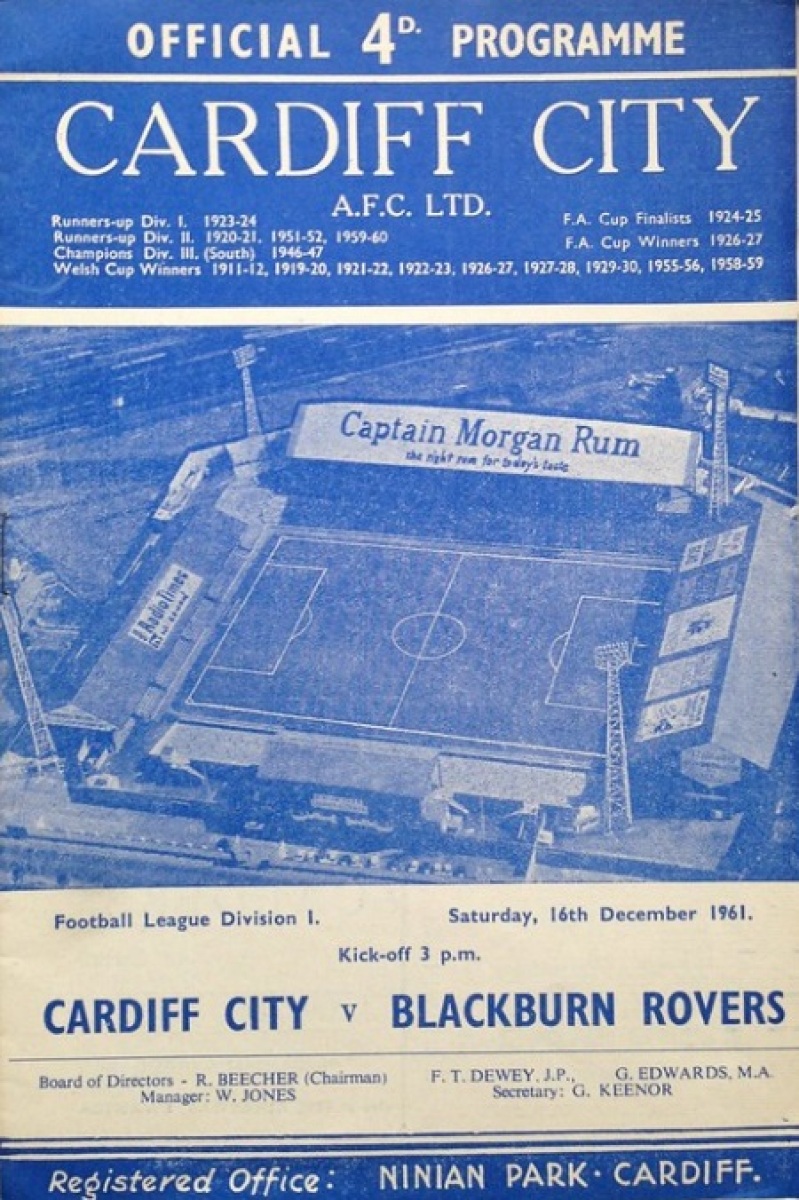 OFFICIAL 4D. PROGRAMME
CARDIFF CITY
A.F.C. LTD.
Runners-up Div. I. 1923-24
Runners-up Div. II. 1920-21, 1951-52, 1959-60
Champions Div. III. (South) 1946-47
F.A. Cup Finalists 1924-25
F.A. Cup Winners 1926-27
Welsh Cup Winners 1911-12, 1919-20, 1921-22, 1922-23, 1926-27, 1927-28, 1929-30, 1955-56, 1958-59
Captain Morgan Rum
the right rum for today's taste
Radio Times
Football League Division I.
Saturday, 16th December 1961.
Kick-off 3 p.m.
CARDIFF CITY v BLACKBURN ROVERS
Board of Directors - R. BEECHER (Chairman) F. T. DEWEY, J.P., G. EDWARDS, M.A.
Manager: W. JONES Secretary: G. KEENOR
Registered Office: NINIAN PARK · CARDIFF.